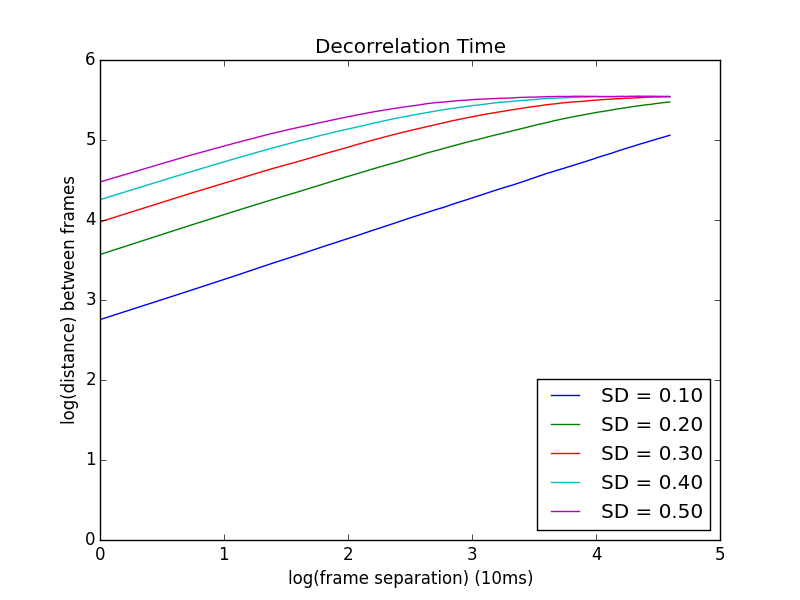 Decorrelation Time
6
5
4
3
2
1
0
log(distance) between frames
0 1 2 3 4 5
log(frame separation) (10ms)
SD = 0.10
SD = 0.20
SD = 0.30
SD = 0.40
SD = 0.50